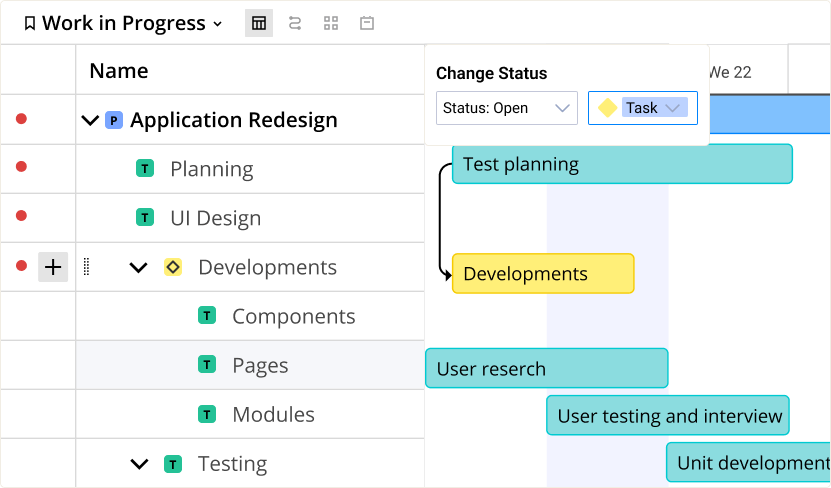 Work in Progress
Name
Change Status
Status: Open
Task
We 22
P Application Redesign
T Planning
Test planning
T UI Design
Developments
Developments
T Components
T Pages
User reserch
T Modules
User testing and interview
T Testing
Unit development